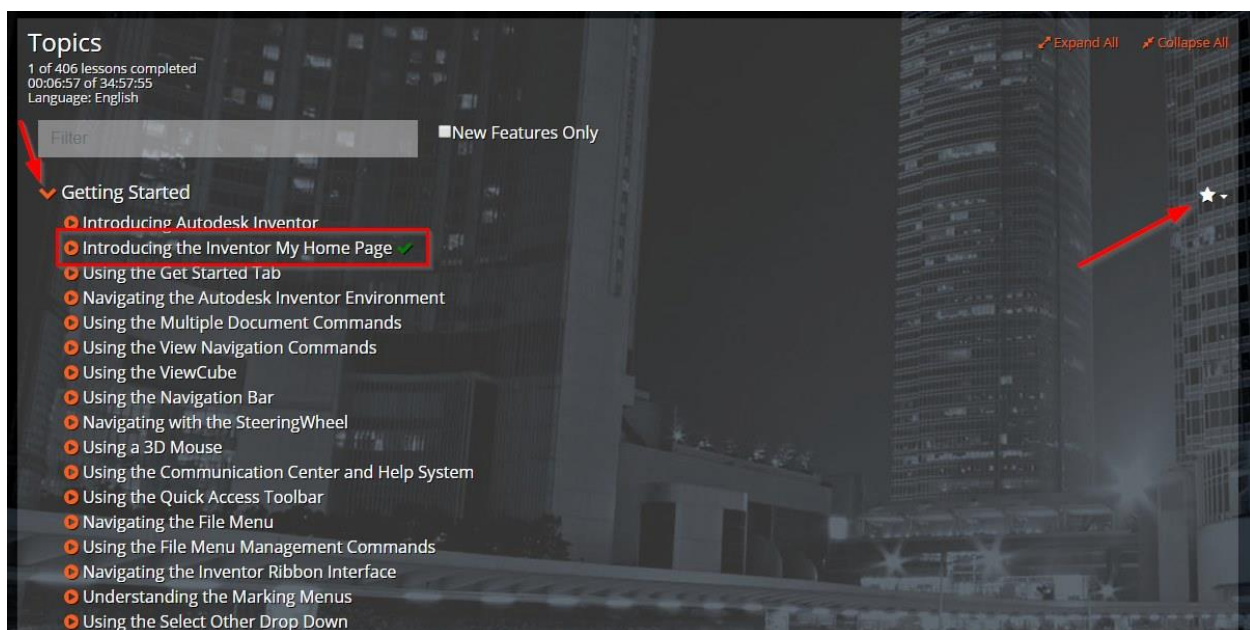 Topics
Expand All Collapse All
1 of 406 lessons completed
00:06:57 of 34:57:55
Language: English
Filter
New Features Only
Getting Started
Introducing Autodesk Inventor
Introducing the Inventor My Home Page
Using the Get Started Tab
Navigating the Autodesk Inventor Environment
Using the Multiple Document Commands
Using the View Navigation Commands
Using the ViewCube
Using the Navigation Bar
Navigating with the SteeringWheel
Using a 3D Mouse
Using the Communication Center and Help System
Using the Quick Access Toolbar
Navigating the File Menu
Using the File Menu Management Commands
Navigating the Inventor Ribbon Interface
Understanding the Marking Menus
Using the Select Other Drop Down